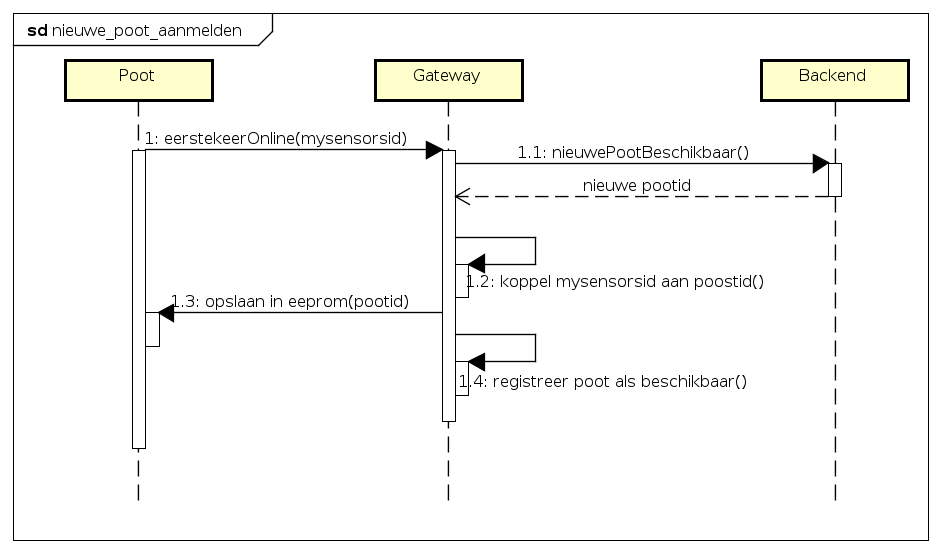 sd nieuwe_poot_aanmelden
Poot
Gateway
Backend
1: eerstekeerOnline(mysensorsid)
1.1: nieuwePootBeschikbaar()
nieuwe pootid
1.2: koppel mysensorsid aan poostid()
1.3: opslaan in eeprom(pootid)
1.4: registreer poot als beschikbaar()